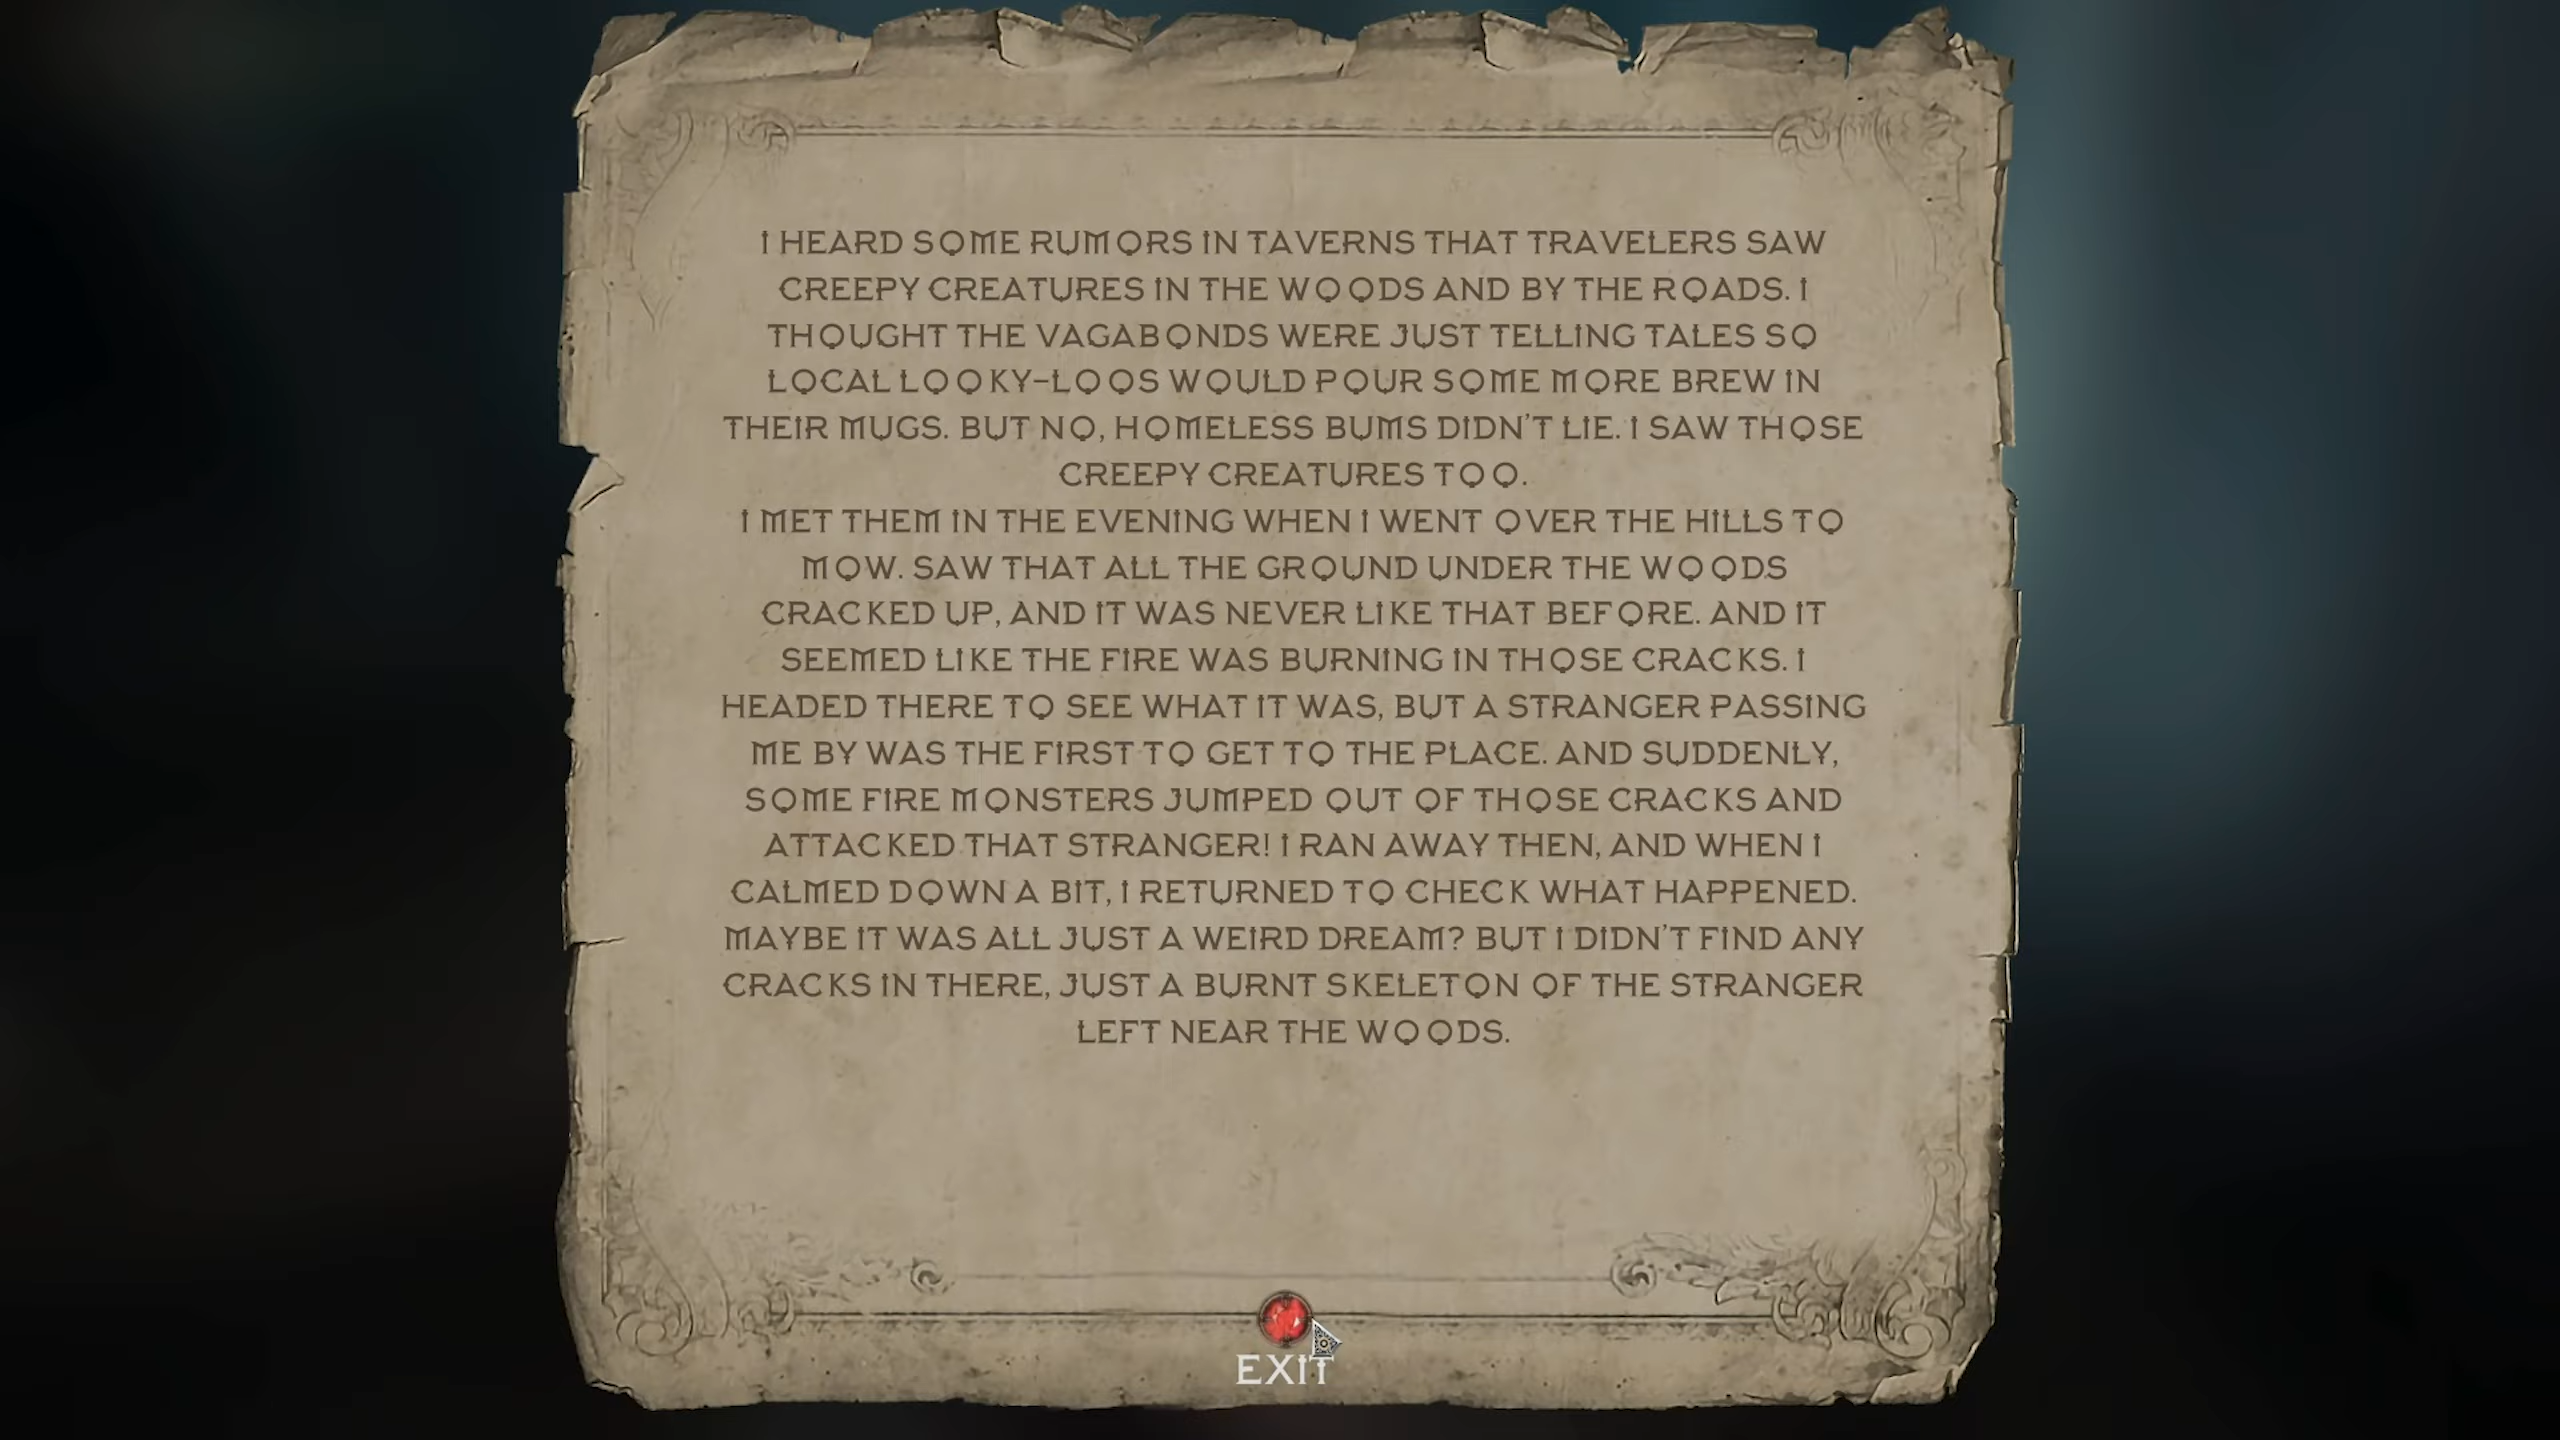 I HEARD SOME RUMORS IN TAVERNS THAT TRAVELERS SAW
CREEPY CREATURES IN THE WOODS AND BY THE ROADS. I
THOUGHT THE VAGABONDS WERE JUST TELLING TALES SO
LOCAL LOOKY-LOOS WOULD POUR SOME MORE BREW IN
THEIR MUGS. BUT NO, HOMELESS BUMS DIDN'T LIE. I SAW THOSE
CREEPY CREATURES TOO.
I MET THEM IN THE EVENING WHEN I WENT OVER THE HILLS TO
MOW. SAW THAT ALL THE GROUND UNDER THE WOODS
CRACKED UP, AND IT WAS NEVER LIKE THAT BEFORE. AND IT
SEEMED LIKE THE FIRE WAS BURNING IN THOSE CRACKS. I
HEADED THERE TO SEE WHAT IT WAS, BUT A STRANGER PASSING
ME BY WAS THE FIRST TO GET TO THE PLACE. AND SUDDENLY,
SOME FIRE MONSTERS JUMPED OUT OF THOSE CRACKS AND
ATTACKED THAT STRANGER! I RAN AWAY THEN, AND WHEN I
CALMED DOWN A BIT, I RETURNED TO CHECK WHAT HAPPENED.
MAYBE IT WAS ALL JUST A WEIRD DREAM? BUT I DIDN'T FIND ANY
CRACKS IN THERE, JUST A BURNT SKELETON OF THE STRANGER
LEFT NEAR THE WOODS.
EXIT